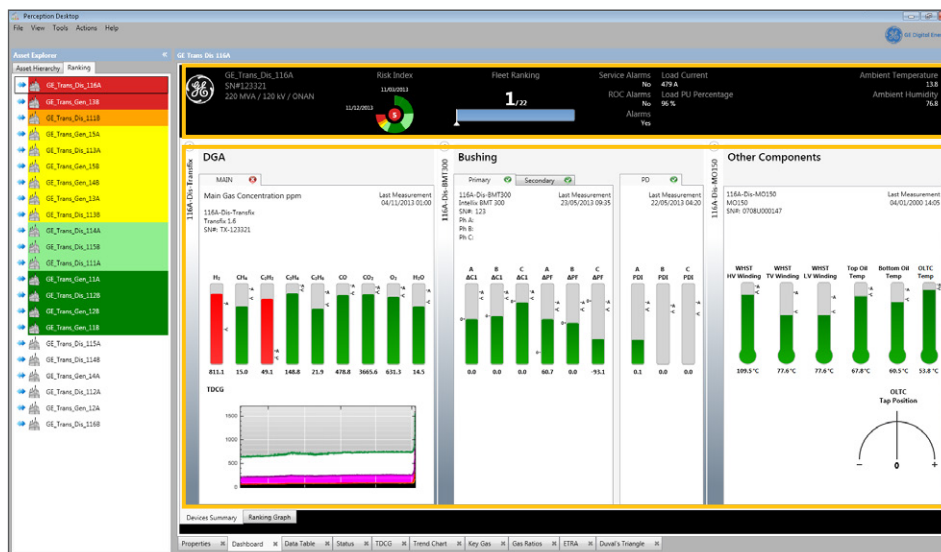 Perception Desktop
File View Tools Actions Help
GE Digital Ener
Asset Explorer
Asset Hierarchy Ranking
GE_Trans_Dis_116A
GE_Trans_Gen_13B
GE_Trans_Dis_111B
GE_Trans_Gen_15A
GE_Trans_Dis_113A
GE_Trans_Gen_15B
GE_Trans_Gen_14B
GE_Trans_Gen_13A
GE_Trans_Dis_113B
GE_Trans_Dis_114A
GE_Trans_Dis_115B
GE_Trans_Dis_111A
GE_Trans_Gen_11A
GE_Trans_Dis_112B
GE_Trans_Gen_12B
GE_Trans_Gen_11B
GE_Trans_Dis_115A
GE_Trans_Dis_114B
GE_Trans_Gen_14A
GE_Trans_Dis_112A
GE_Trans_Gen_12A
GE_Trans_Dis_116B
GE Trans Dis 116A
GE_Trans_Dis_116A
SN#123321
220 MVA / 120 kV / ONAN
Risk Index
11/03/2013
11/12/2013
5
Fleet Ranking
1/22
Service Alarms
No
ROC Alarms
No
Alarms
Yes
Load Current
479 A
Load PU Percentage
96 %
Ambient Temperature
13.8
Ambient Humidity
76.8
116A-Dis-Transfix
DGA
MAIN
Main Gas Concentration ppm
Last Measurement
04/11/2013 01:00
116A-Dis-Transfix
Transfix 1.6
SN#: TX-123321
H₂ CH₄ C₂H₂ C₂H₄ C₂H₆ CO CO₂ O₂ H₂O
811.1 15.0 49.1 148.8 21.9 478.8 3665.6 631.3 14.5
TDCG
1500
1000
500
0
116A-Dis-BMT300
Bushing
Primary Secondary
116A-Dis-BMT300
Intellix BMT 300
SN#: 123
Ph A:
Ph B:
Ph C:
Last Measurement
23/05/2013 09:35
A B C A B C
ΔC1 ΔC1 ΔC1 ΔPF ΔPF ΔPF
0.0 0.0 0.0 60.7 0.0 -93.1
PD
Last Measurement
22/05/2013 04:20
A B C
PDI PDI PDI
0.1 0.0 0.0
116A-Dis-MO150
Other Components
116A-Dis-MO150
MO150
SN#: 0708U000147
Last Measurement
04/01/2000 14:05
WHST
HV Winding
WHST
TV Winding
WHST
LV Winding
Top Oil
Temp
Bottom Oil
Temp
OLTC
Temp
109.5 °C 77.6 °C 77.6 °C 67.8 °C 60.5 °C 53.8 °C
OLTC
Tap Position
− 0 +
Devices Summary Ranking Graph
Properties Dashboard Data Table Status TDCG Trend Chart Key Gas Gas Ratios ETRA Duval's Triangle